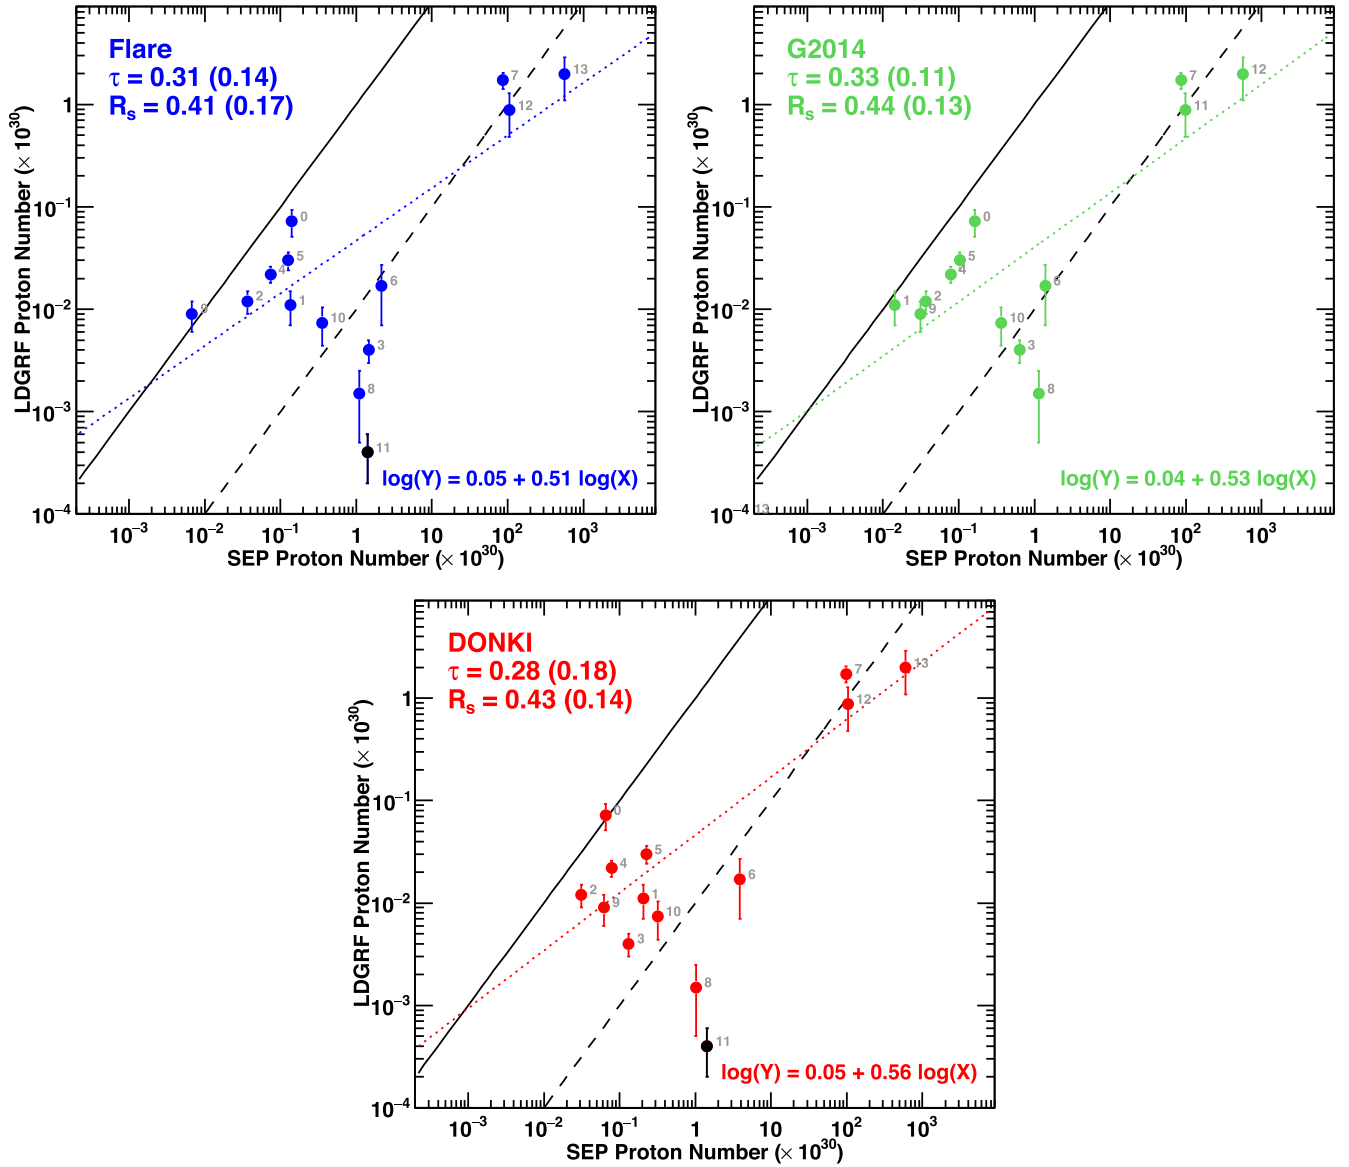 Flare
τ = 0.31 (0.14)
Rs = 0.41 (0.17)
LDGRF Proton Number (× 10^30)
1
10^−1
10^−2
10^−3
10^−4
7
13
12
0
5
4
2
1
9
6
10
3
8
11
log(Y) = 0.05 + 0.51 log(X)
10^−3 10^−2 10^−1 1 10 10^2 10^3
SEP Proton Number (× 10^30)
G2014
τ = 0.33 (0.11)
Rs = 0.44 (0.13)
LDGRF Proton Number (× 10^30)
1
10^−1
10^−2
10^−3
10^−4
7
12
11
0
5
4
1
2
9
6
10
3
8
13
log(Y) = 0.04 + 0.53 log(X)
10^−3 10^−2 10^−1 1 10 10^2 10^3
SEP Proton Number (× 10^30)
DONKI
τ = 0.28 (0.18)
Rs = 0.43 (0.14)
LDGRF Proton Number (× 10^30)
1
10^−1
10^−2
10^−3
10^−4
7
13
12
0
5
4
6
2
1
9
10
3
8
11
log(Y) = 0.05 + 0.56 log(X)
10^−3 10^−2 10^−1 1 10 10^2 10^3
SEP Proton Number (× 10^30)